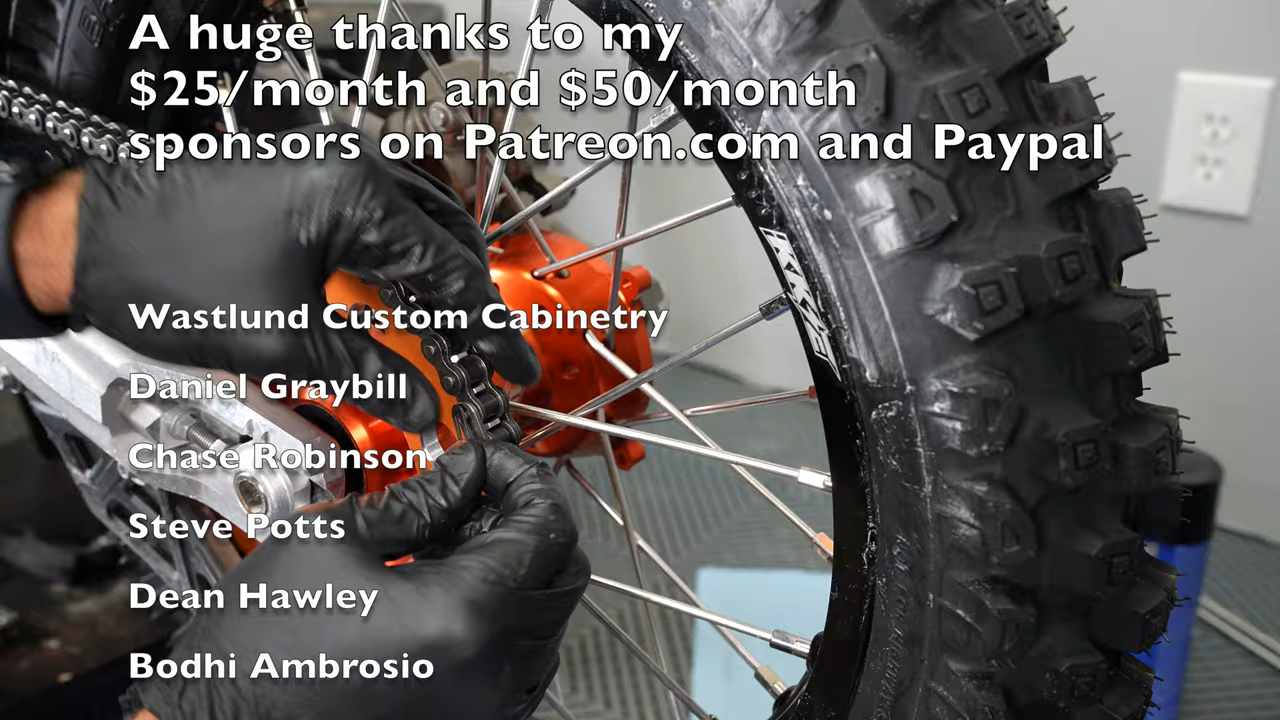 A huge thanks to my
$25/month and $50/month
sponsors on Patreon.com and Paypal
Wastlund Custom Cabinetry
Daniel Graybill
Chase Robinson
Steve Potts
Dean Hawley
Bodhi Ambrosio